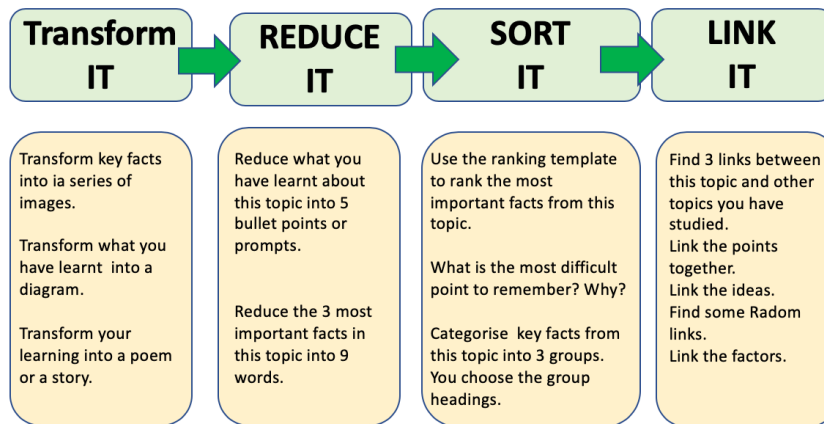 Transform
IT
REDUCE
IT
SORT
IT
LINK
IT
Transform key facts
into ia series of
images.
Transform what you
have learnt into a
diagram.
Transform your
learning into a poem
or a story.
Reduce what you
have learnt about
this topic into 5
bullet points or
prompts.
Reduce the 3 most
important facts in
this topic into 9
words.
Use the ranking template
to rank the most
important facts from this
topic.
What is the most difficult
point to remember? Why?
Categorise key facts from
this topic into 3 groups.
You choose the group
headings.
Find 3 links between
this topic and other
topics you have
studied.
Link the points
together.
Link the ideas.
Find some Radom
links.
Link the factors.